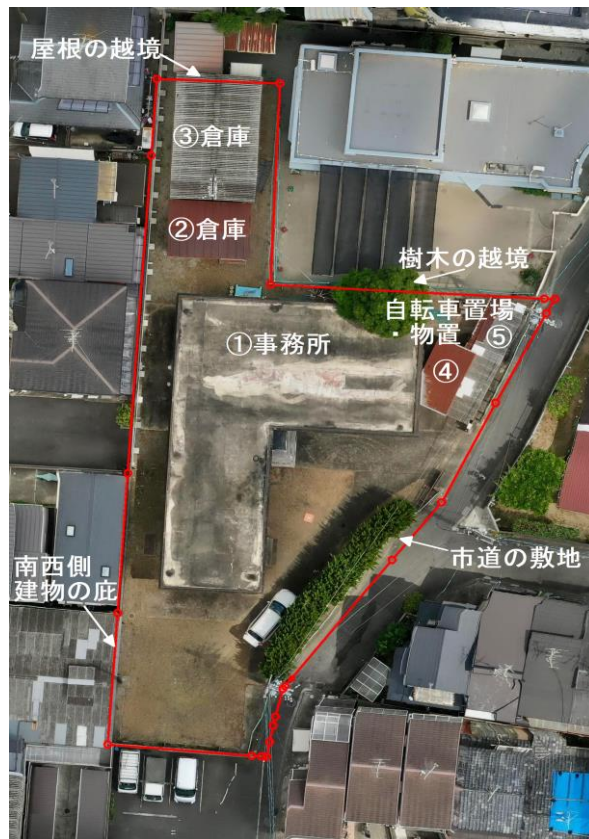 屋根の越境
③倉庫
②倉庫
樹木の越境
自転車置場
・物置
⑤
①事務所
④
市道の敷地
南西側
建物の庇